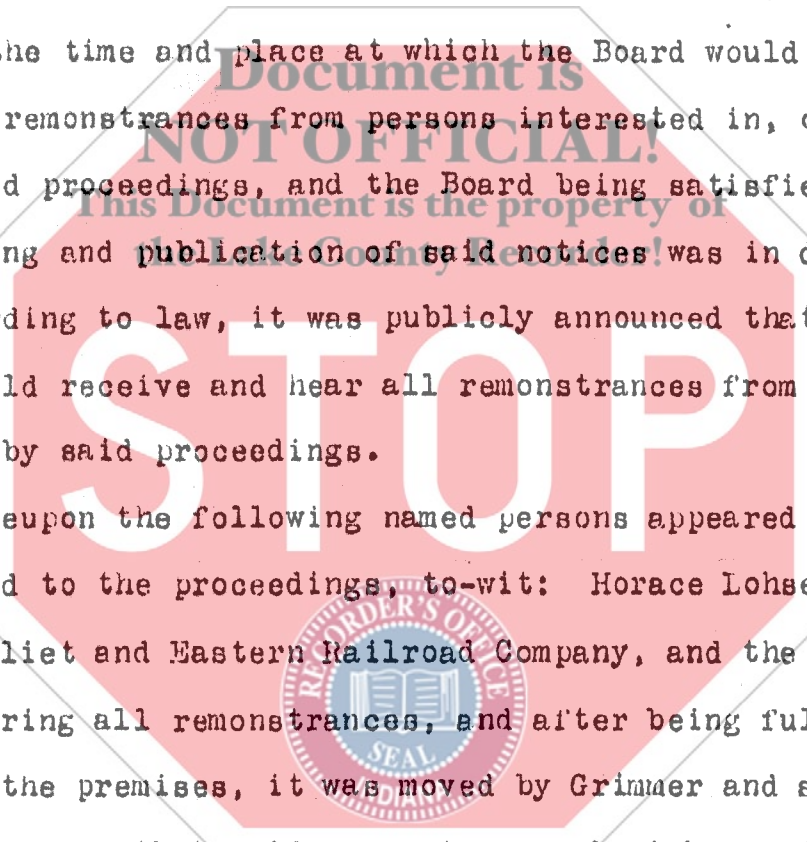 the time and place at which the Board would
Document is
remonstrances from persons interested in,
NOT OFFICIAL!
d proceedings, and the Board being satisfie
This Document is the property of
ng and publication of said notices was in
the Lake County Recorder!
ding to law, it was publicly announced that
STOP
ld receive and hear all remonstrances from
by said proceedings.
eupon the following named persons appeared
d to the proceedings, to-wit: Horace Lohse
liet and Eastern Railroad Company, and the
RECORDER'S OFFICE
ring all remonstrances, and after being ful
SEAL
the premises, it was moved by Grimmer and s
INDIANA